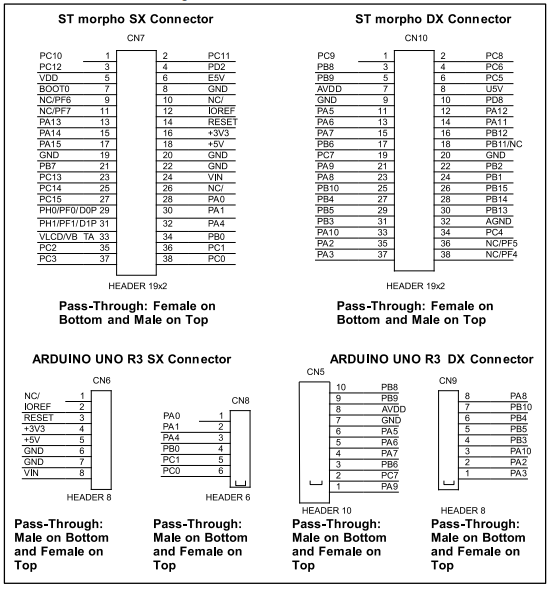 ST morpho SX Connector
CN7
PC10 1 2 PC11
PC12 3 4 PD2
VDD 5 6 E5V
BOOT0 7 8 GND
NC/PF6 9 10 NC/
NC/PF7 11 12 IOREF
PA13 13 14 RESET
PA14 15 16 +3V3
PA15 17 18 +5V
GND 19 20 GND
PB7 21 22 GND
PC13 23 24 VIN
PC14 25 26 NC/
PC15 27 28 PA0
PH0/PF0/D0P 29 30 PA1
PH1/PF1/D1P 31 32 PA4
VLCD/VB TA 33 34 PB0
PC2 35 36 PC1
PC3 37 38 PC0
HEADER 19x2
Pass-Through: Female on
Bottom and Male on Top
ST morpho DX Connector
CN10
PC9 1 2 PC8
PB8 3 4 PC6
PB9 5 6 PC5
AVDD 7 8 U5V
GND 9 10 PD8
PA5 11 12 PA12
PA6 13 14 PA11
PA7 15 16 PB12
PB6 17 18 PB11/NC
PC7 19 20 GND
PA9 21 22 PB2
PA8 23 24 PB1
PB10 25 26 PB15
PB4 27 28 PB14
PB5 29 30 PB13
PB3 31 32 AGND
PA10 33 34 PC4
PA2 35 36 NC/PF5
PA3 37 38 NC/PF4
HEADER 19x2
Pass-Through: Female on
Bottom and Male on Top
ARDUINO UNO R3 SX Connector
CN6
NC/ 1
IOREF 2
RESET 3
+3V3 4
+5V 5
GND 6
GND 7
VIN 8
HEADER 8
Pass-Through:
Male on Bottom
and Female on
Top
CN8
PA0 1
PA1 2
PA4 3
PB0 4
PC1 5
PC0 6
HEADER 6
Pass-Through:
Male on Bottom
and Female on
Top
ARDUINO UNO R3 DX Connector
CN5
10 PB8
9 PB9
8 AVDD
7 GND
6 PA5
5 PA6
4 PA7
3 PB6
2 PC7
1 PA9
HEADER 10
Pass-Through:
Male on Bottom
and Female on
Top
CN9
8 PA8
7 PB10
6 PB4
5 PB5
4 PB3
3 PA10
2 PA2
1 PA3
HEADER 8
Pass-Through:
Male on Bottom
and Female on
Top